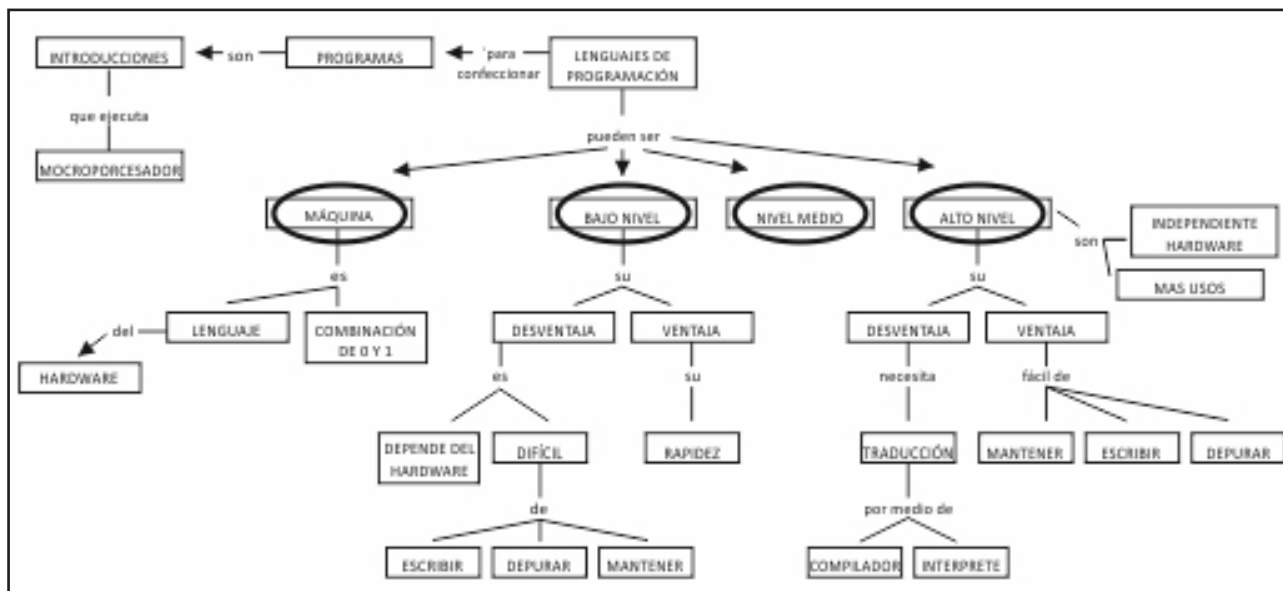 INTRODUCCIONES
son
PROGRAMAS
'para
confeccionar
LENGUAJES DE
PROGRAMACIÓN
que ejecuta
MOCROPORCESADOR
pueden ser
MÁQUINA
BAJO NIVEL
NIVEL MEDIO
ALTO NIVEL
son
INDEPENDIENTE
HARDWARE
MAS USOS
es
su
su
del
LENGUAJE
COMBINACIÓN
DE 0 Y 1
DESVENTAJA
VENTAJA
DESVENTAJA
VENTAJA
HARDWARE
es
su
necesita
fácil de
DEPENDE DEL
HARDWARE
DIFÍCIL
RAPIDEZ
TRADUCCIÓN
MANTENER
ESCRIBIR
DEPURAR
de
por medio de
ESCRIBIR
DEPURAR
MANTENER
COMPILADOR
INTERPRETE